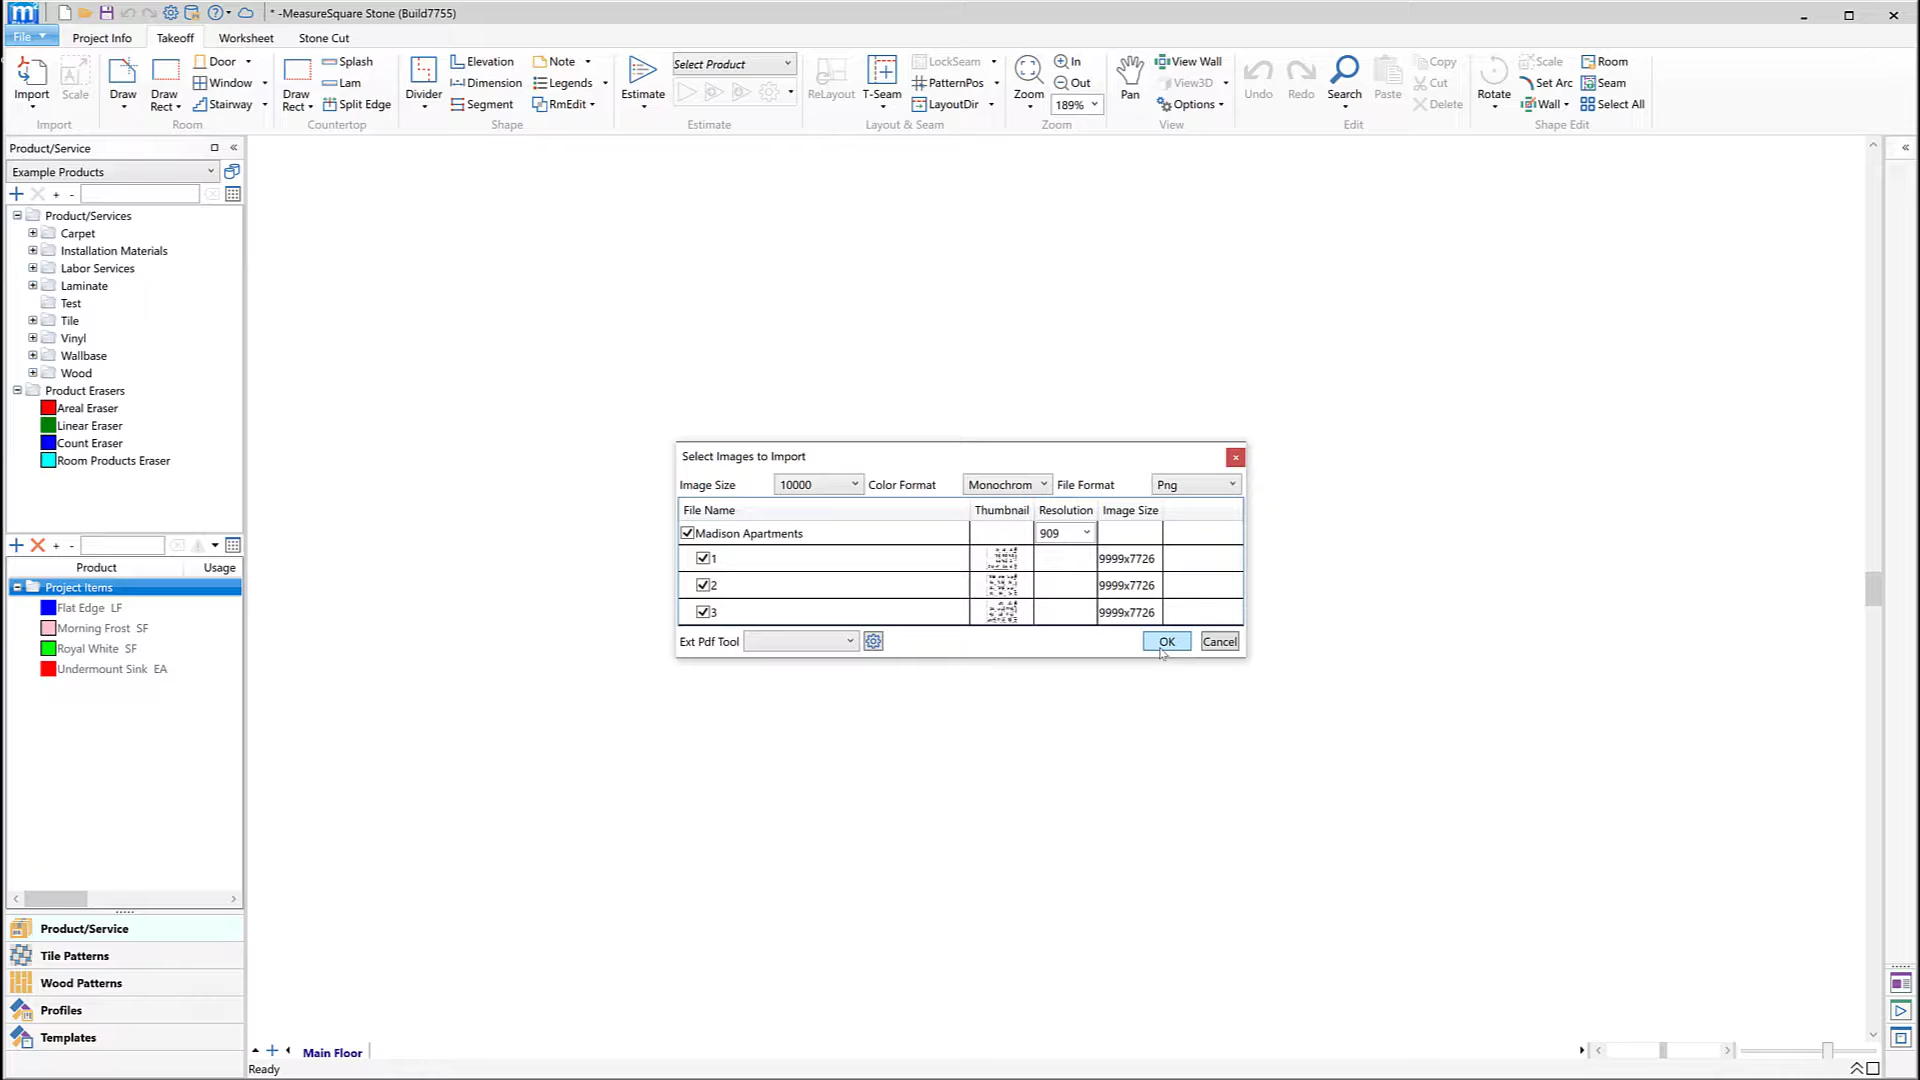 m² * -MeasureSquare Stone (Build7755)
File Project Info Takeoff Worksheet Stone Cut
Import Scale
Import
Draw Draw Rect Door Window Stairway
Room
Draw Rect Splash Lam Split Edge
Countertop
Divider Elevation Dimension Segment Note Legends RmEdit
Shape
Estimate Select Product
Estimate
ReLayout T-Seam LockSeam PatternPos LayoutDir
Layout & Seam
Zoom In Out 189%
Zoom
Pan View Wall View3D Options
View
Undo Redo Search Paste Copy Cut Delete
Edit
Rotate Scale Set Arc Wall Room Seam Select All
Shape Edit
Product/Service
Example Products
Product/Services
Carpet
Installation Materials
Labor Services
Laminate
Test
Tile
Vinyl
Wallbase
Wood
Product Erasers
Areal Eraser
Linear Eraser
Count Eraser
Room Products Eraser
Product Usage
Project Items
Flat Edge LF
Morning Frost SF
Royal White SF
Undermount Sink EA
Product/Service
Tile Patterns
Wood Patterns
Profiles
Templates
Select Images to Import
Image Size 10000 Color Format Monochrom File Format Png
File Name Thumbnail Resolution Image Size
Madison Apartments 909
1 9999x7726
2 9999x7726
3 9999x7726
Ext Pdf Tool OK Cancel
Main Floor
Ready